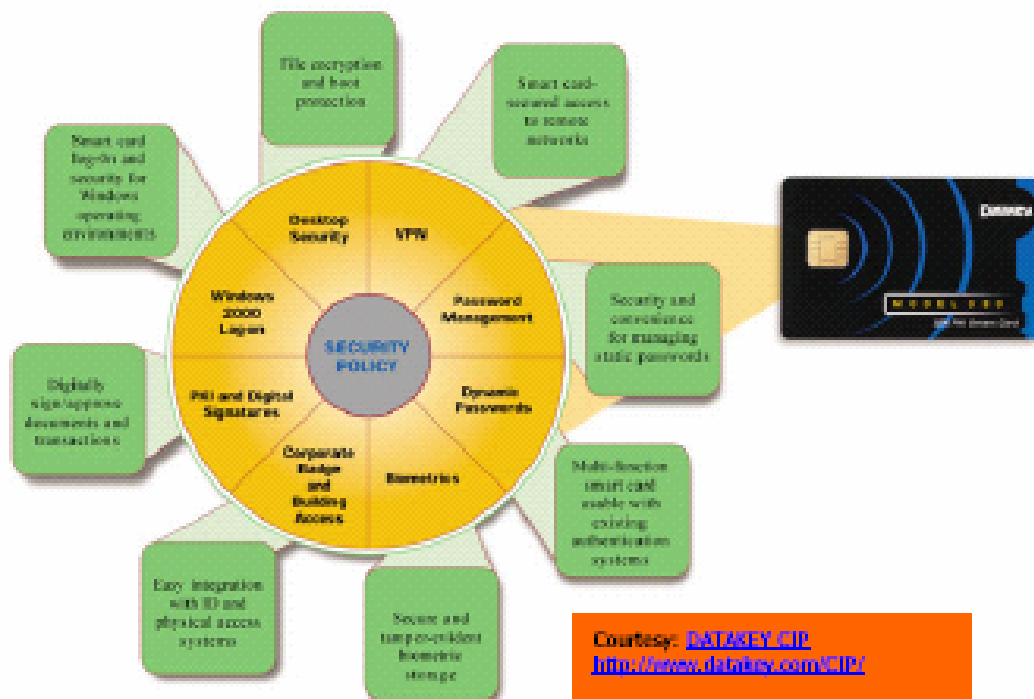 File encryption
and boot
protection
Smart card-
secured access
to remote
networks
Smart card
log-on and
security for
Windows
operating
environments
Desktop
Security
VPN
Windows
2000
Logon
Password
Management
SECURITY
POLICY
Security and
convenience
for managing
static passwords
Digitally
sign/approve
documents and
transactions
PKI and Digital
Signatures
Dynamic
Passwords
Corporate
Badge
and
Building
Access
Biometrics
Multi-function
smart card
usable with
existing
authentication
systems
Easy integration
with ID and
physical access
systems
Secure and
tamper-evident
biometric
storage
MODEL
Smart Card
Courtesy: DATAKEY CIP
http://www.datakey.com/CIP/